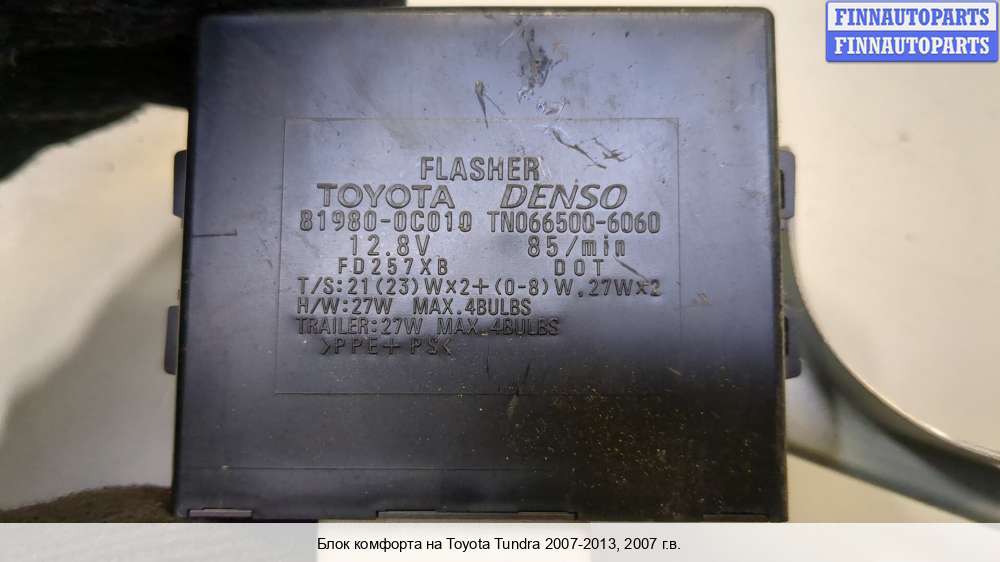 FINNAUTOPARTS
FINNAUTOPARTS
FLASHER
TOYOTA DENSO
81980-0C010 TN066500-6060
12.8V 85/min
FD257XB DOT
T/S:21(23)W×2+(0-8)W,27W×2
H/W:27W MAX.4BULBS
TRAILER:27W MAX.4BULBS
>PPE+PS<
Блок комфорта на Toyota Tundra 2007-2013, 2007 г.в.